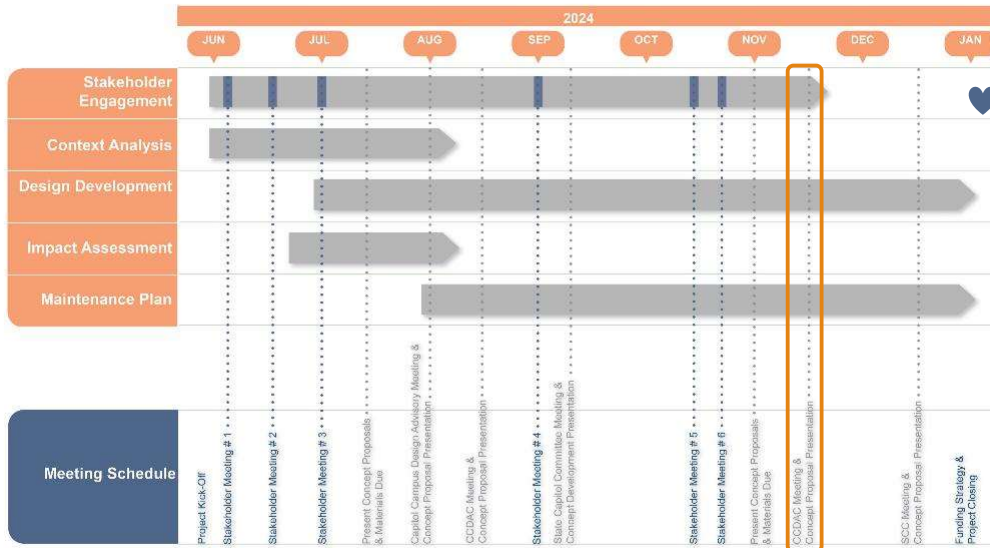 2024
JUN
JUL
AUG
SEP
OCT
NOV
DEC
JAN
Stakeholder
Engagement
Context Analysis
Design Development
Impact Assessment
Maintenance Plan
Meeting Schedule
Project Kick-Off
Stakeholder Meeting # 1
Stakeholder Meeting # 2
Stakeholder Meeting # 3
Present Concept Proposals
& Materials Due
Capitol Campus Design Advisory Meeting &
Concept Proposal Presentation
CCDAC Meeting &
Concept Proposal Presentation
Stakeholder Meeting #4
State Capitol Committee Meeting &
Concept Development Presentation
Stakeholder Meeting # 5
Stakeholder Meeting # 6
Present Concept Proposals
& Materials Due
CCDAC Meeting &
Concept Proposal Presentation
SCC Meeting &
Concept Proposal Presentation
Funding Strategy &
Project Closing